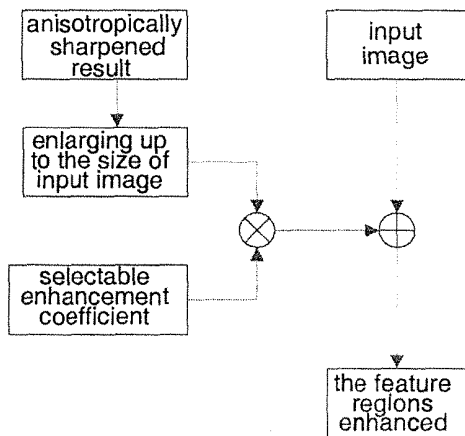 anisotropically
sharpened
result
input
image
enlarging up
to the size of
input image
selectable
enhancement
coefficient
the feature
regions
enhanced